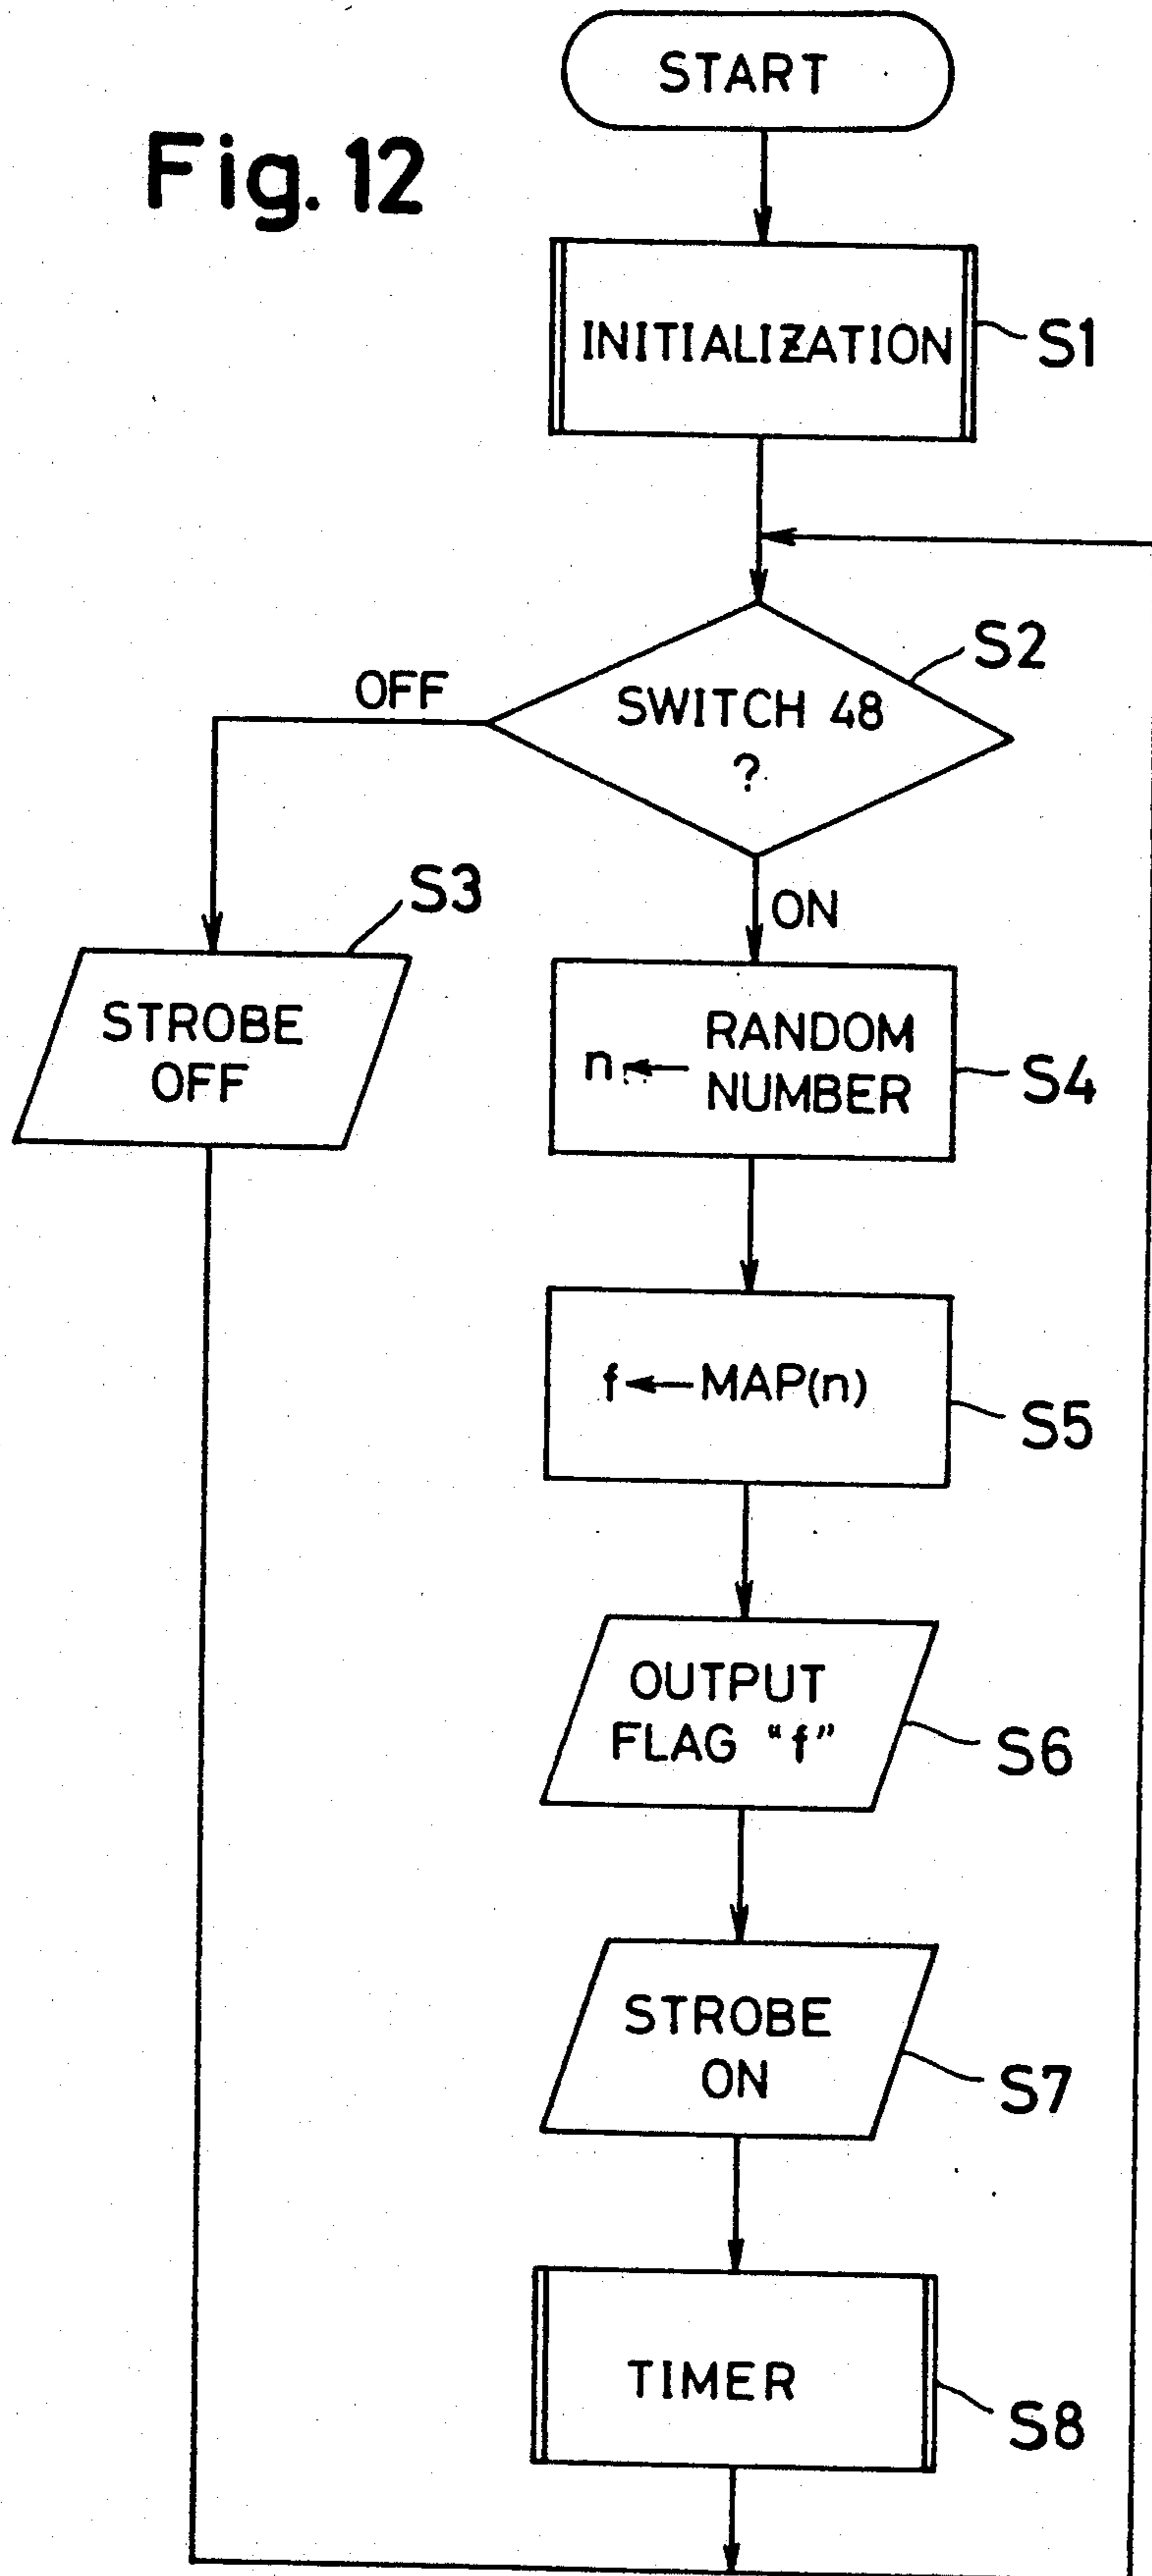 START
Fig. 12
INITIALIZATION
S1
S2
OFF
SWITCH 48
?
S3
ON
STROBE
OFF
n ← RANDOM
NUMBER
S4
f ← MAP(n)
S5
OUTPUT
FLAG “f”
S6
STROBE
ON
S7
TIMER
S8